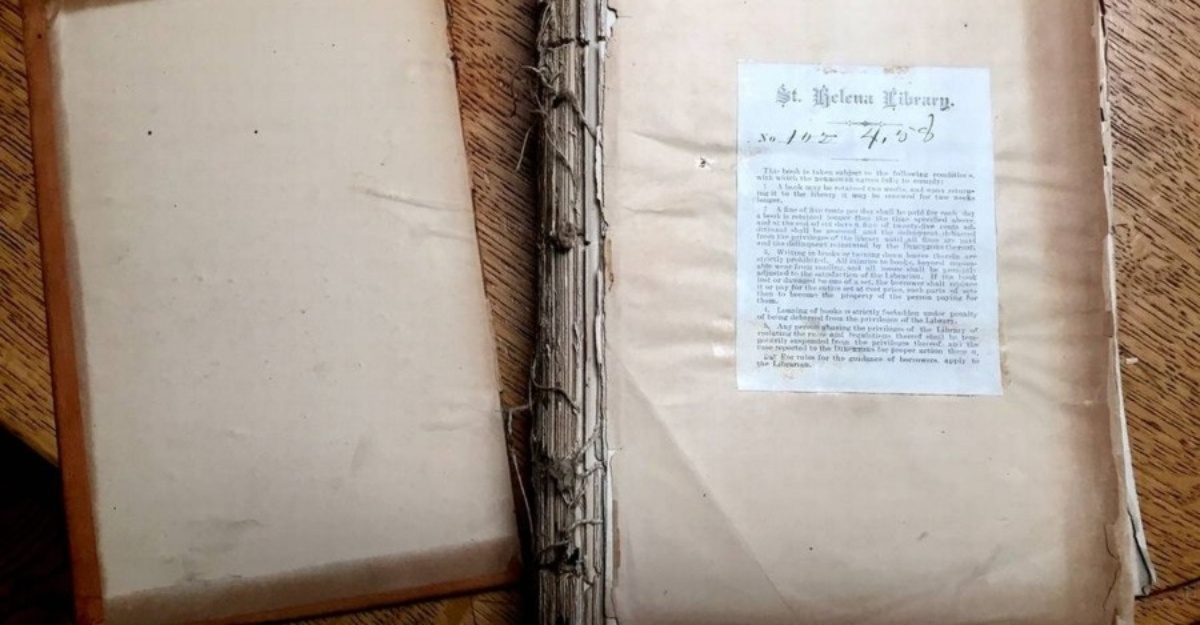 St. Helena Library.
No. 102 4,58
This book is taken subject to the following conditions,
with which the borrower agrees fully to comply:
1. A book may be retained two weeks, and upon return-
ing it to the library it may be renewed for two weeks
longer.
2. A fine of five cents per day shall be paid for each day
a book is retained longer than the time specified above,
and at the end of six days a fine of twenty-five cents ad-
ditional shall be assessed, and the delinquent debarred
from the privileges of the library until all fines are paid
and the delinquent reinstated by the DIRECTORS thereof.
3. Writing in books or turning down leaves therein are
strictly prohibited. All injuries to books, beyond reason-
able wear from reading, and all losses shall be promptly
adjusted to the satisfaction of the Librarian. If the book
lost or damaged be one of a set, the borrower shall replace
it or pay for the entire set at cost price, such parts of sets
then to become the property of the person paying for
them.
4. Loaning of books is strictly forbidden under penalty
of being debarred from the privileges of the Library.
5. Any person abusing the privileges of the Library or
violating the rules and regulations thereof shall be tem-
porarily suspended from the privileges thereof, and the
case reported to the DIRECTORS for proper action thereon.
For rules for the guidance of borrowers, apply to
the Librarian.